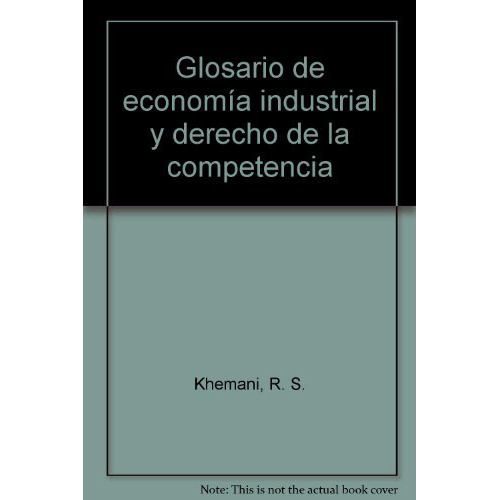 Glosario de
economía industrial
y derecho de la
competencia
Khemani, R. S.
Note: This is not the actual book cover